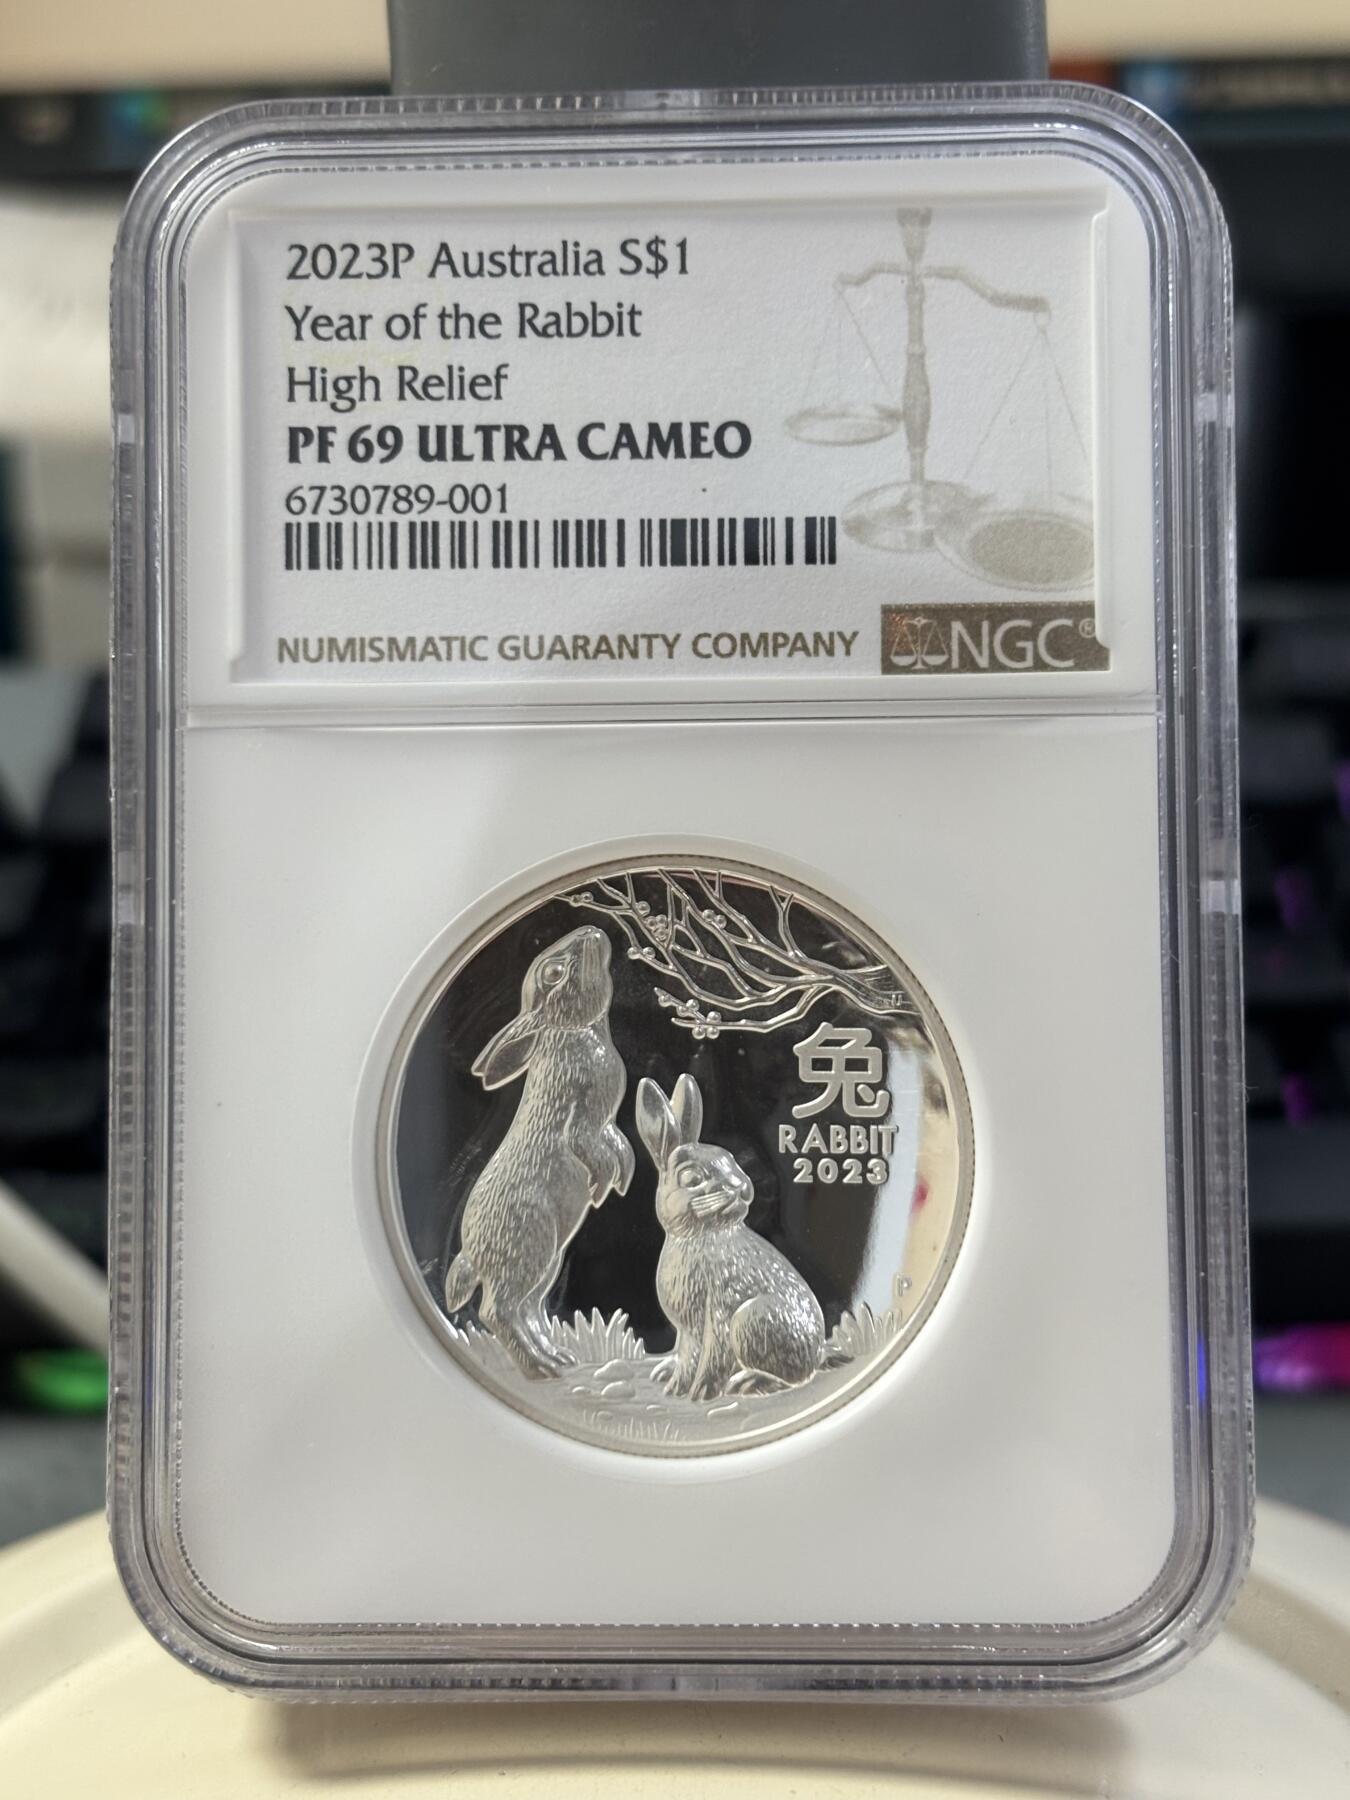 2023P Australia S$1
Year of the Rabbit
High Relief
PF 69 ULTRA CAMEO
6730789-001
NUMISMATIC GUARANTY COMPANY
NGC®
兔
RABBIT
2023
P